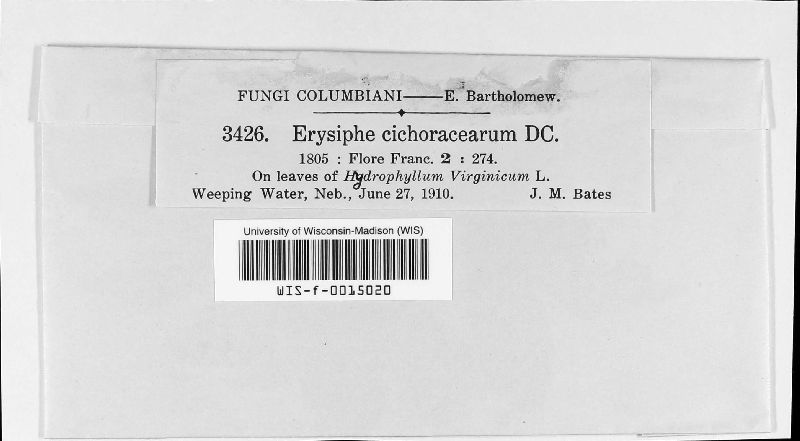 FUNGI COLUMBIANI——E. Bartholomew.
3426. Erysiphe cichoracearum DC.
1805 : Flore Franc. 2 : 274.
On leaves of Hydrophyllum Virginicum L.
Weeping Water, Neb., June 27, 1910. J. M. Bates
University of Wisconsin-Madison (WIS)
WIS-f-0015020